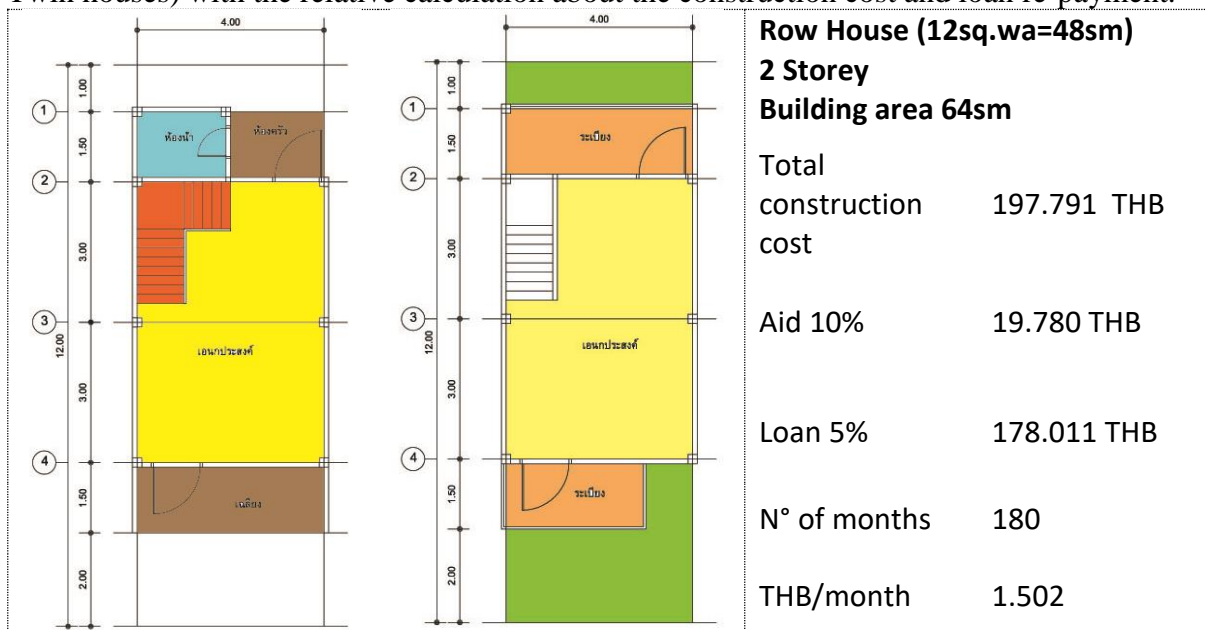 Twin houses) with the relative calculation about the construction cost and loan re-payment.
4.00
1.00
1
ห้องน้ำ
ห้องครัว
1.50
2
3.00
3
12.00
เอนกประสงค์
3.00
4
1.50
เฉลียง
2.00
4.00
1.00
1
ระเบียง
1.50
2
3.00
3
12.00
เอนกประสงค์
3.00
4
1.50
ระเบียง
2.00
Row House (12sq.wa=48sm)
2 Storey
Building area 64sm
Total
construction 197.791 THB
cost
Aid 10% 19.780 THB
Loan 5% 178.011 THB
N° of months 180
THB/month 1.502